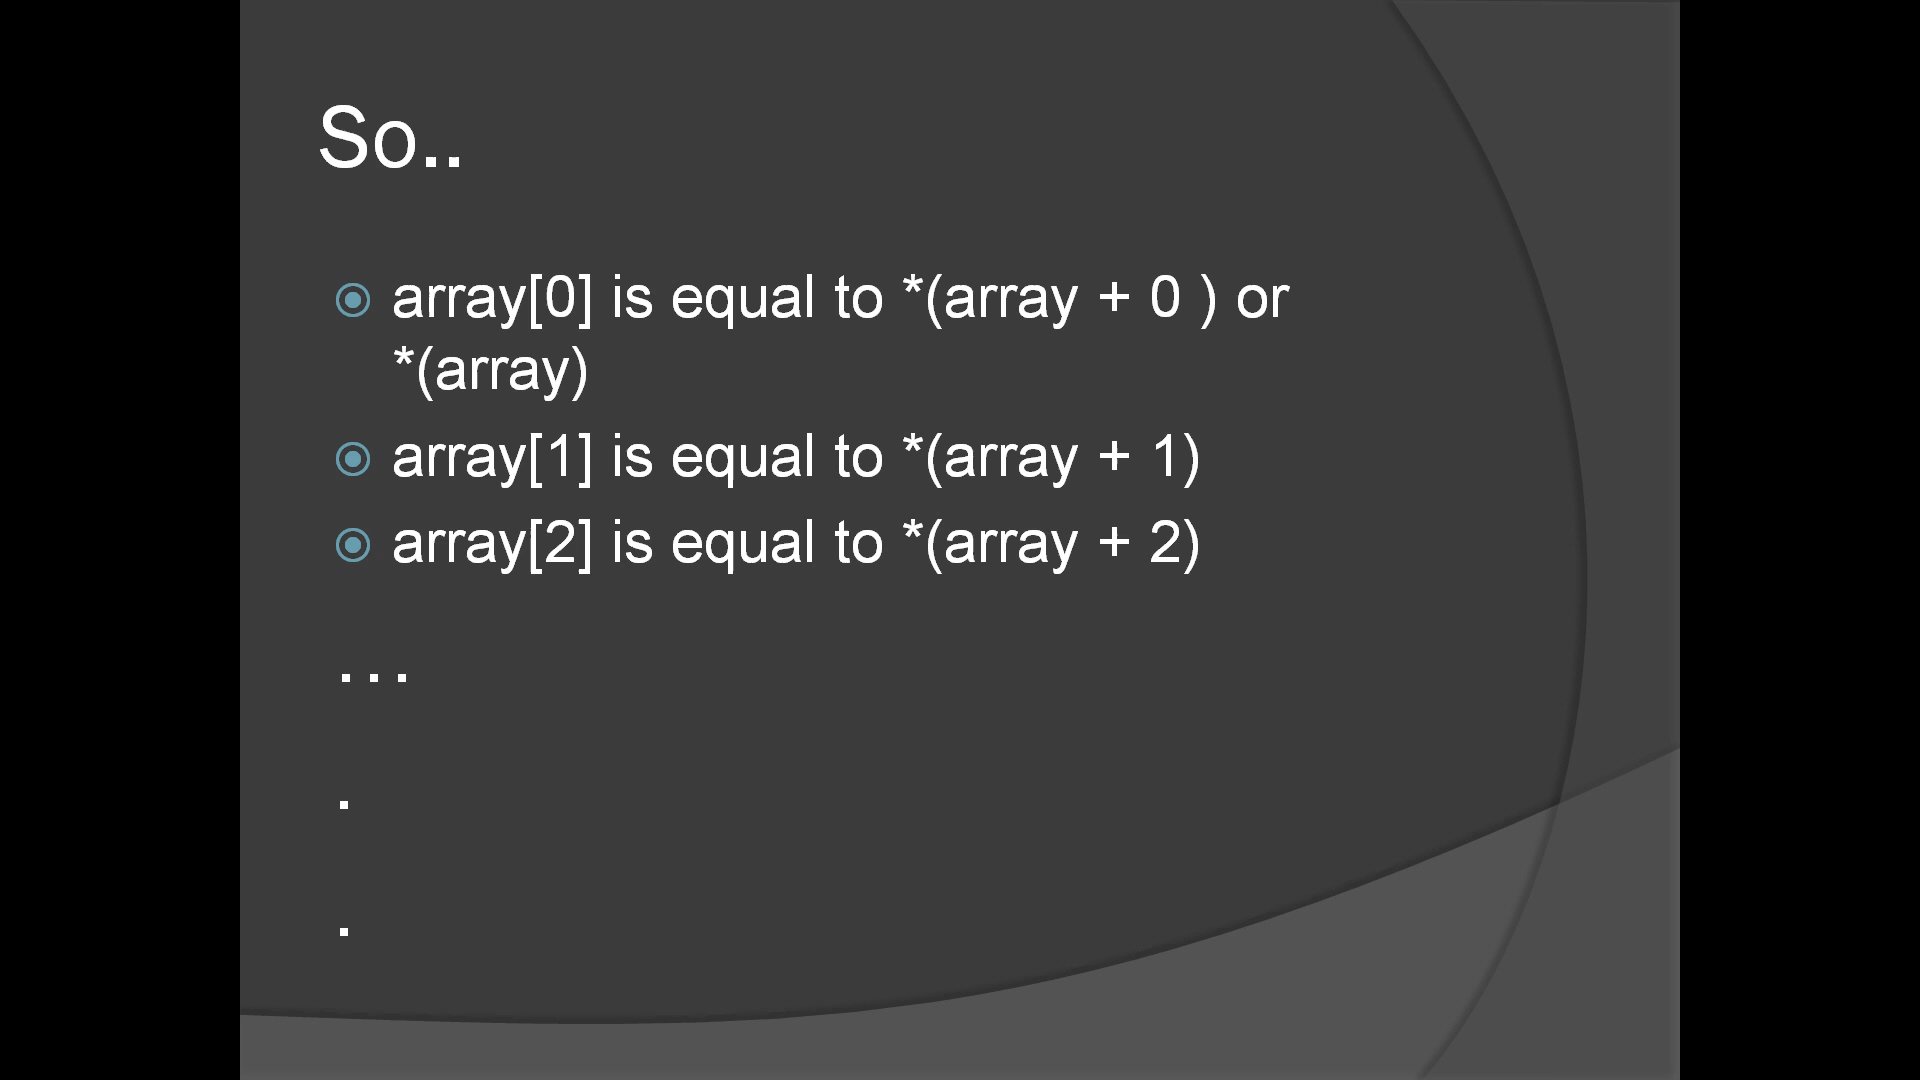 So..
array[0] is equal to *(array + 0 ) or
*(array)
array[1] is equal to *(array + 1)
array[2] is equal to *(array + 2)
…
.
.